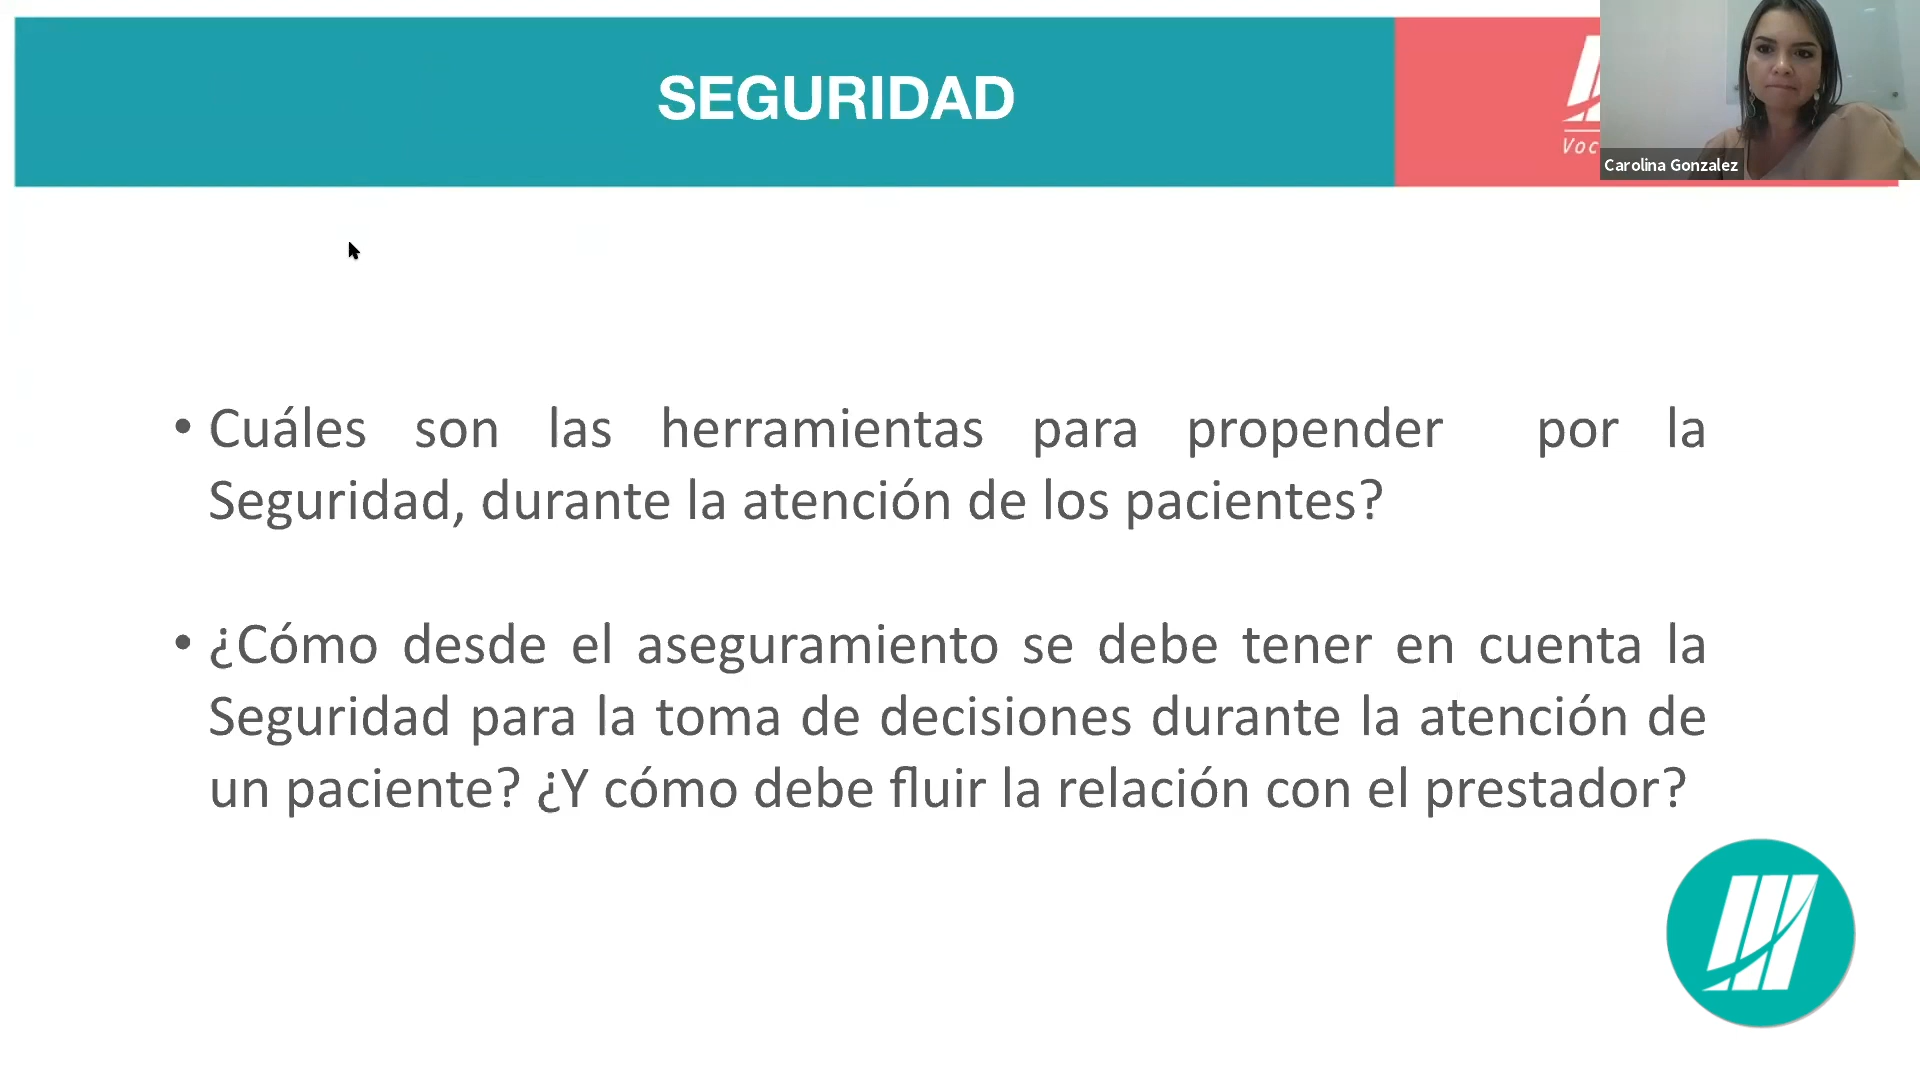 SEGURIDAD
Voc
Carolina Gonzalez
• Cuáles son las herramientas para propender por la
Seguridad, durante la atención de los pacientes?
• ¿Cómo desde el aseguramiento se debe tener en cuenta la
Seguridad para la toma de decisiones durante la atención de
un paciente? ¿Y cómo debe fluir la relación con el prestador?